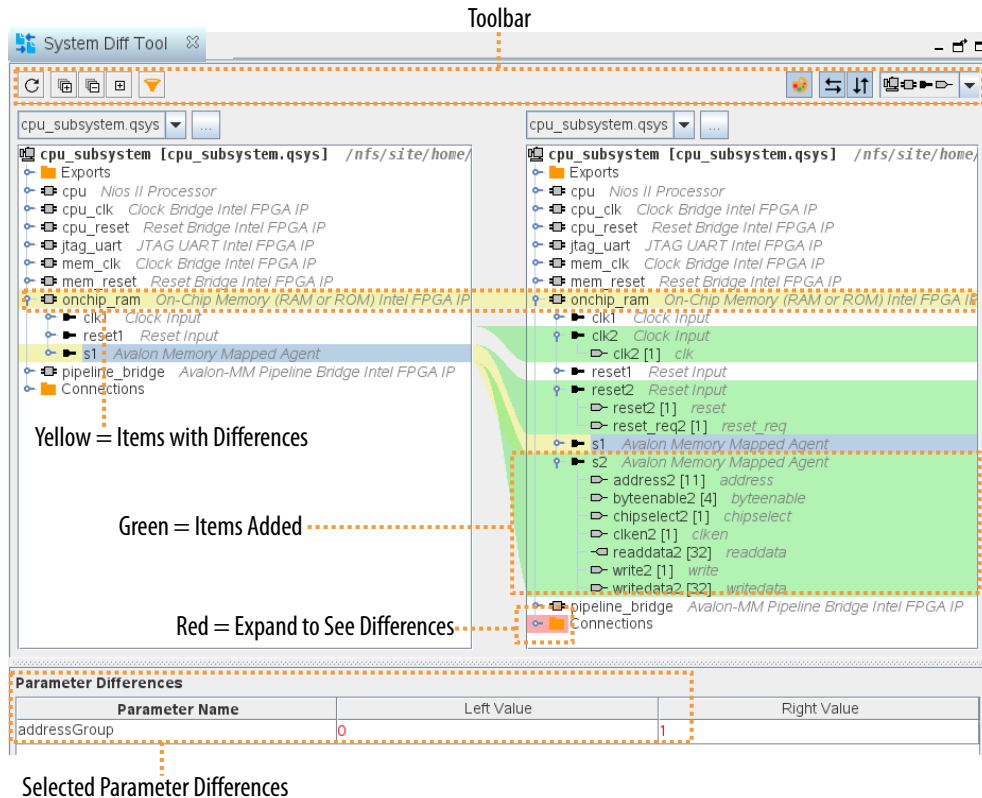 Toolbar
System Diff Tool
cpu_subsystem.qsys ...
cpu_subsystem [cpu_subsystem.qsys] /nfs/site/home/
Exports
cpu Nios II Processor
cpu_clk Clock Bridge Intel FPGA IP
cpu_reset Reset Bridge Intel FPGA IP
jtag_uart JTAG UART Intel FPGA IP
mem_clk Clock Bridge Intel FPGA IP
mem_reset Reset Bridge Intel FPGA IP
onchip_ram On-Chip Memory (RAM or ROM) Intel FPGA IP
clk1 Clock Input
reset1 Reset Input
s1 Avalon Memory Mapped Agent
pipeline_bridge Avalon-MM Pipeline Bridge Intel FPGA IP
Connections
Yellow = Items with Differences
Green = Items Added
Red = Expand to See Differences
cpu_subsystem.qsys ...
cpu_subsystem [cpu_subsystem.qsys] /nfs/site/home/
Exports
cpu Nios II Processor
cpu_clk Clock Bridge Intel FPGA IP
cpu_reset Reset Bridge Intel FPGA IP
jtag_uart JTAG UART Intel FPGA IP
mem_clk Clock Bridge Intel FPGA IP
mem_reset Reset Bridge Intel FPGA IP
onchip_ram On-Chip Memory (RAM or ROM) Intel FPGA IP
clk1 Clock Input
clk2 Clock Input
clk2 [1] clk
reset1 Reset Input
reset2 Reset Input
reset2 [1] reset
reset_req2 [1] reset_req
s1 Avalon Memory Mapped Agent
s2 Avalon Memory Mapped Agent
address2 [11] address
byteenable2 [4] byteenable
chipselect2 [1] chipselect
clken2 [1] clken
readdata2 [32] readdata
write2 [1] write
writedata2 [32] writedata
pipeline_bridge Avalon-MM Pipeline Bridge Intel FPGA IP
Connections
Parameter Differences
Parameter Name Left Value Right Value
addressGroup 0 1
Selected Parameter Differences